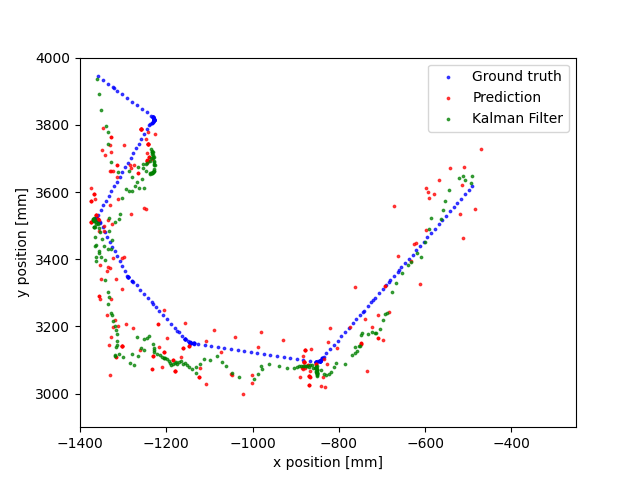 4000
3800
3600
3400
3200
3000
y position [mm]
−1400
−1200
−1000
−800
−600
−400
x position [mm]
Ground truth
Prediction
Kalman Filter